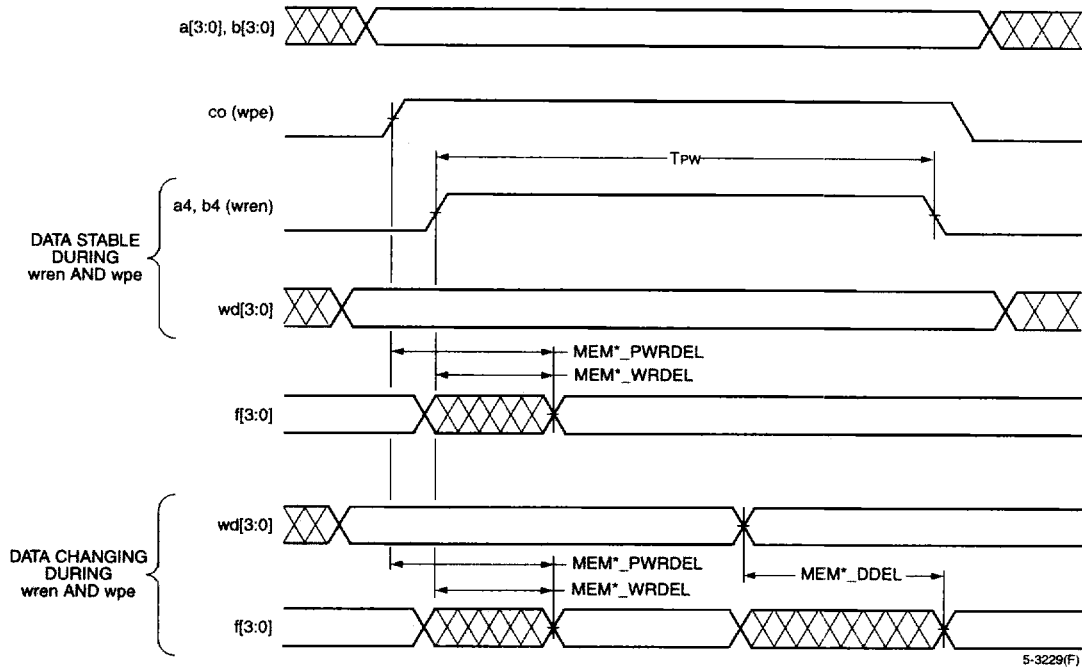 a[3:0], b[3:0]
co (wpe)
TPW
a4, b4 (wren)
DATA STABLE
DURING
wren AND wpe
wd[3:0]
MEM*_PWRDEL
MEM*_WRDEL
f[3:0]
wd[3:0]
DATA CHANGING
DURING
wren AND wpe
MEM*_PWRDEL
MEM*_DDEL
MEM*_WRDEL
f[3:0]
5-3229(F)